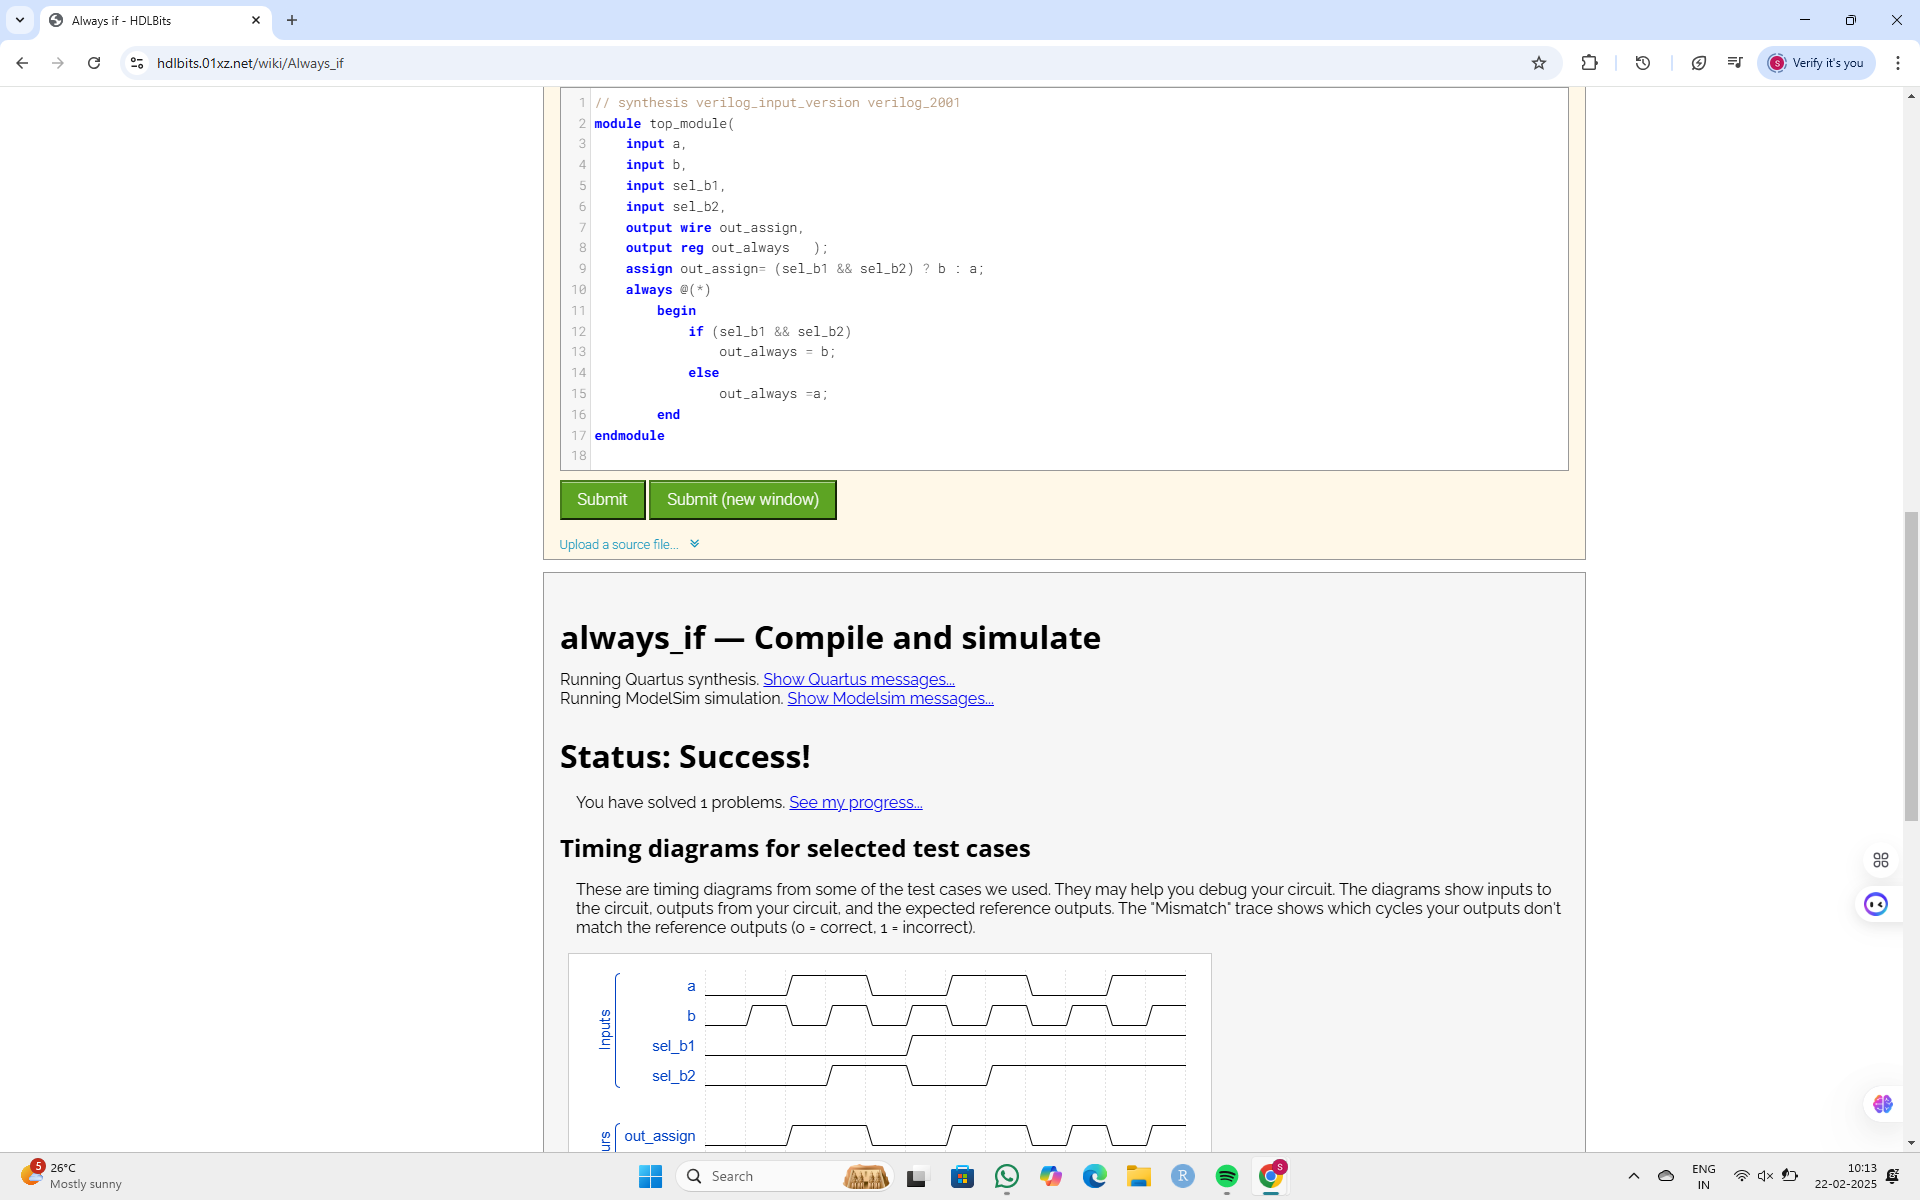 Always if - HDLBits
hdlbits.01xz.net/wiki/Always_if
S
Verify it's you
1 // synthesis verilog_input_version verilog_2001
2 module top_module(
3 input a,
4 input b,
5 input sel_b1,
6 input sel_b2,
7 output wire out_assign,
8 output reg out_always );
9 assign out_assign= (sel_b1 && sel_b2) ? b : a;
10 always @(*)
11 begin
12 if (sel_b1 && sel_b2)
13 out_always = b;
14 else
15 out_always =a;
16 end
17 endmodule
18
Submit
Submit (new window)
Upload a source file...
always_if — Compile and simulate
Running Quartus synthesis. Show Quartus messages...
Running ModelSim simulation. Show Modelsim messages...
Status: Success!
You have solved 1 problems. See my progress...
Timing diagrams for selected test cases
These are timing diagrams from some of the test cases we used. They may help you debug your circuit. The diagrams show inputs to
the circuit, outputs from your circuit, and the expected reference outputs. The "Mismatch" trace shows which cycles your outputs don't
match the reference outputs (0 = correct, 1 = incorrect).
Inputs
a
b
sel_b1
sel_b2
urs
out_assign
5
26°C
Mostly sunny
Search
R
S
ENG
IN
10:13
22-02-2025